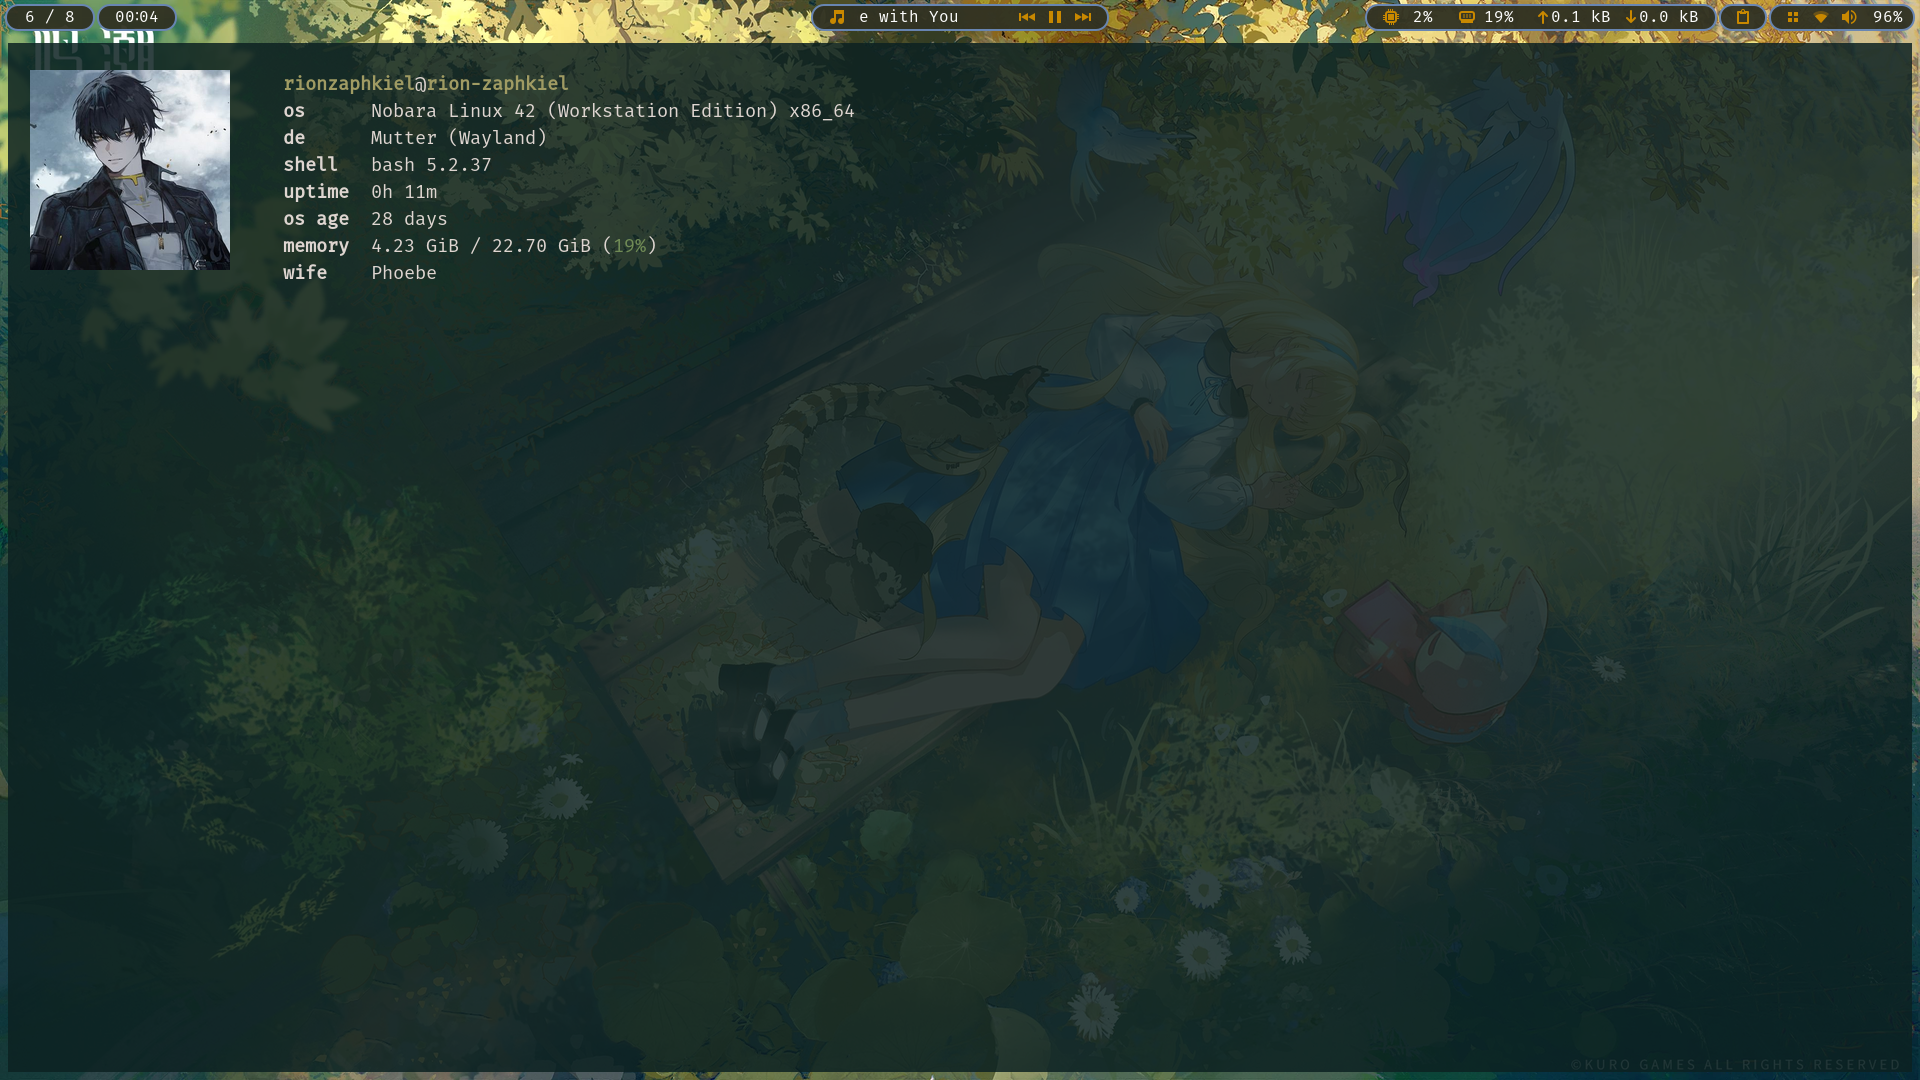 6 / 8 00:04 e with You 2% 19% 0.1 kB 0.0 kB 96%
rionzaphkiel@rion-zaphkiel
os Nobara Linux 42 (Workstation Edition) x86_64
de Mutter (Wayland)
shell bash 5.2.37
uptime 0h 11m
os age 28 days
memory 4.23 GiB / 22.70 GiB (19%)
wife Phoebe
©KURO GAMES ALL RIGHTS RESERVED